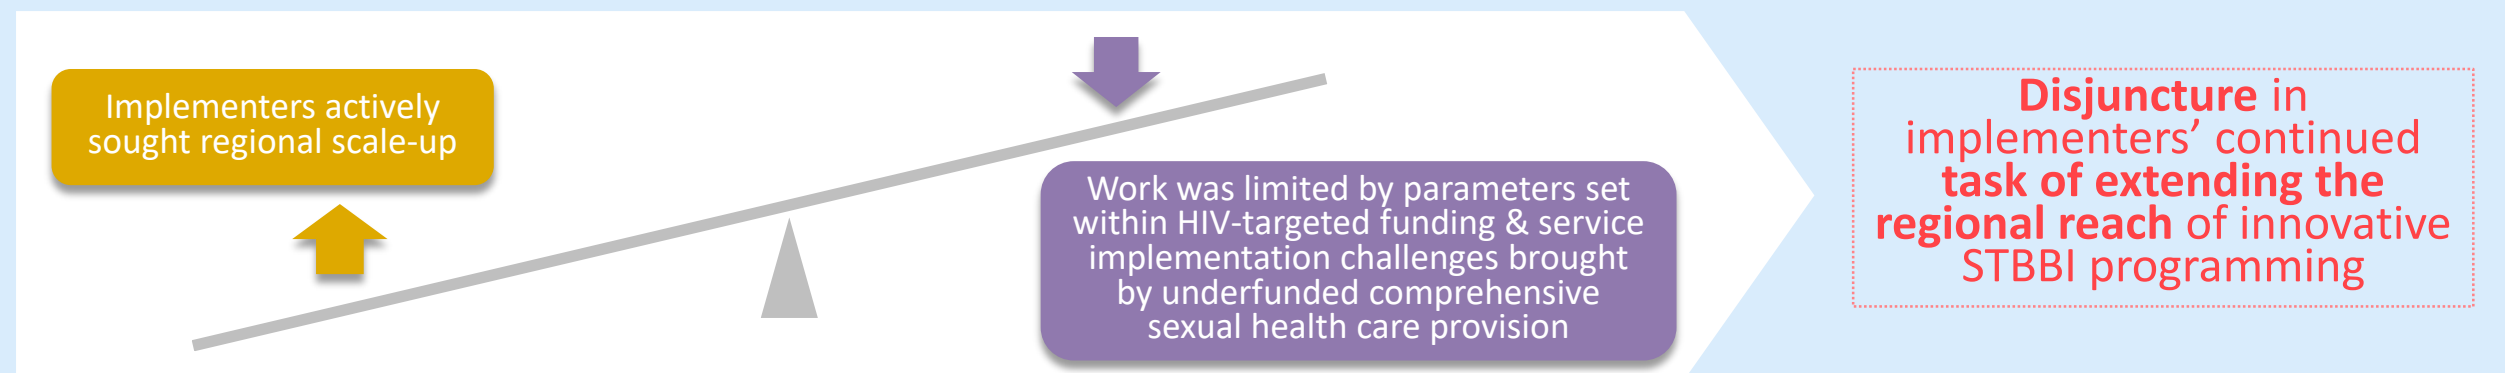 Implementers actively
sought regional scale-up
Work was limited by parameters set
within HIV-targeted funding & service
implementation challenges brought
by underfunded comprehensive
sexual health care provision
Disjuncture in
implementers’ continued
task of extending the
regional reach of innovative
STBBI programming